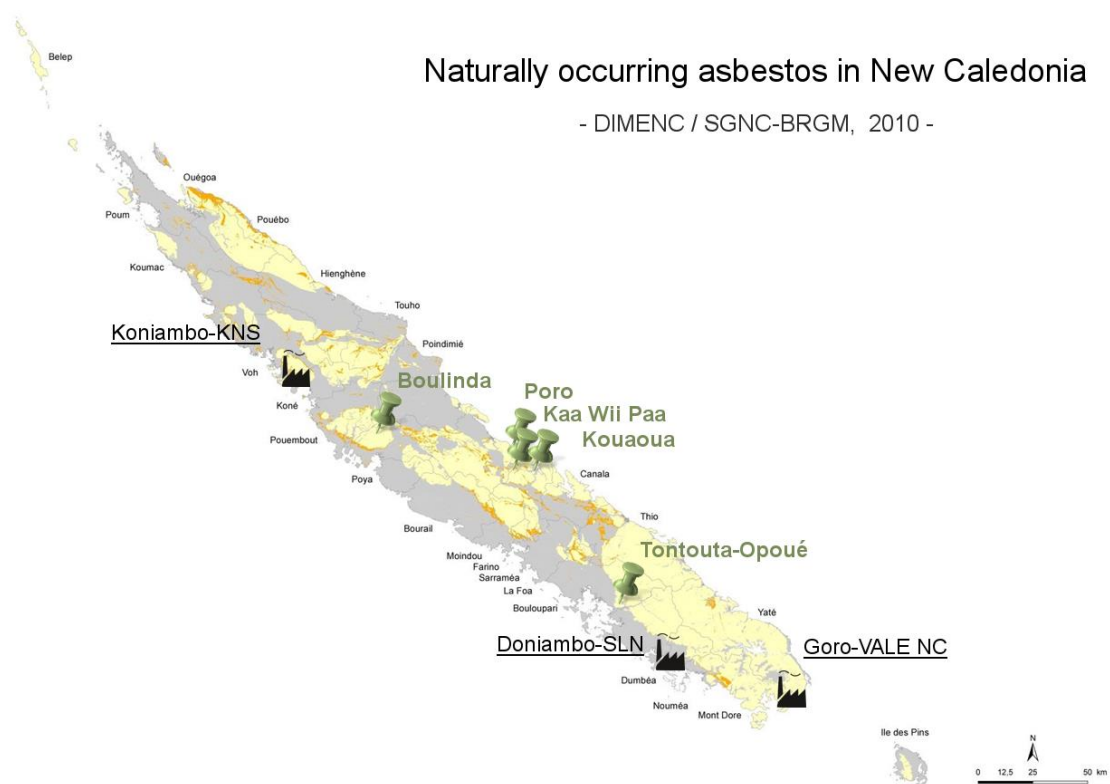 Naturally occurring asbestos in New Caledonia
- DIMENC / SGNC-BRGM, 2010 -
Belep
Ouégoa
Poum
Pouébo
Koumac
Hienghène
Touho
Koniambo-KNS
Poindimié
Voh
Boulinda
Poro
Koné
Kaa Wii Paa
Pouembout
Kouaoua
Poya
Canala
Thio
Bourail
Tontouta-Opoué
Moindou
Farino
Sarraméa
La Foa
Bouloupari
Yaté
Doniambo-SLN
Goro-VALE NC
Dumbéa
Nouméa
Mont Dore
Ile des Pins
N
0 12,5 25 50 km